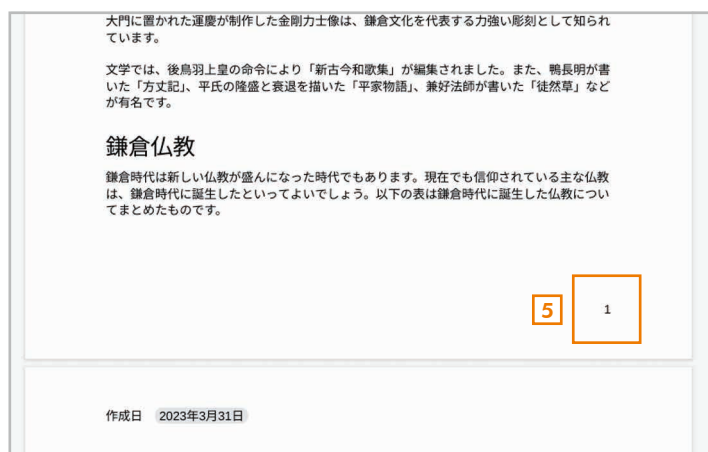 大門に置かれた運慶が制作した金剛力士像は、鎌倉文化を代表する力強い彫刻として知られ
ています。
文学では、後鳥羽上皇の命令により「新古今和歌集」が編集されました。また、鴨長明が書
いた「方丈記」、平氏の隆盛と衰退を描いた「平家物語」、兼好法師が書いた「徒然草」など
が有名です。
鎌倉仏教
鎌倉時代は新しい仏教が盛んになった時代でもあります。現在でも信仰されている主な仏教
は、鎌倉時代に誕生したといってよいでしょう。以下の表は鎌倉時代に誕生した仏教につい
てまとめたものです。
5 1
作成日 2023年3月31日